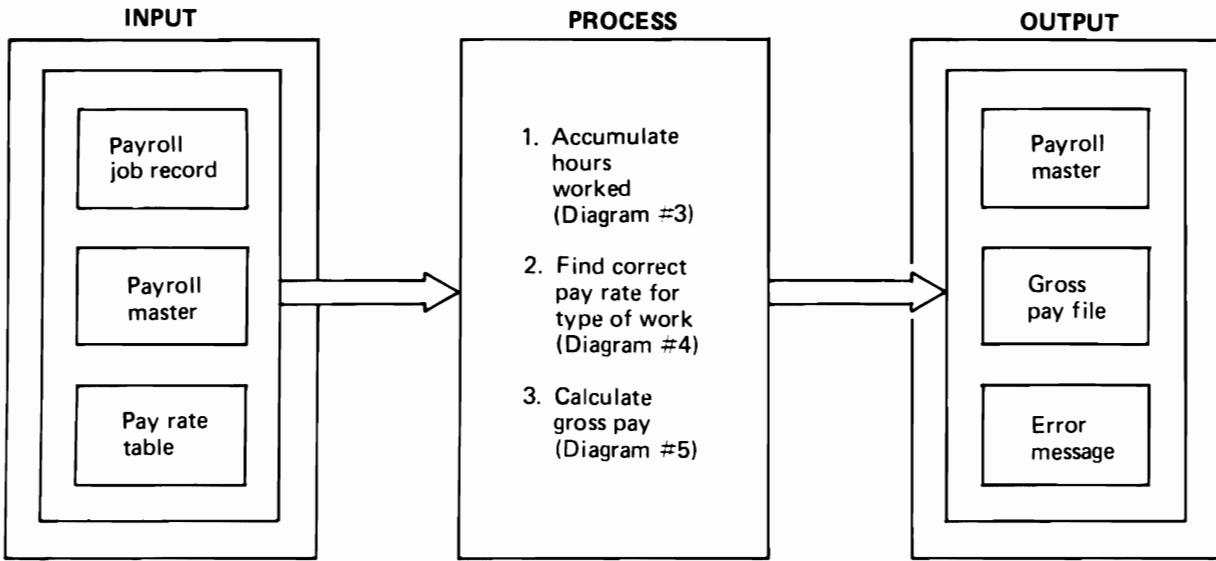 INPUT
Payroll
job record
Payroll
master
Pay rate
table
PROCESS
1. Accumulate
hours
worked
(Diagram #3)
2. Find correct
pay rate for
type of work
(Diagram #4)
3. Calculate
gross pay
(Diagram #5)
OUTPUT
Payroll
master
Gross
pay file
Error
message